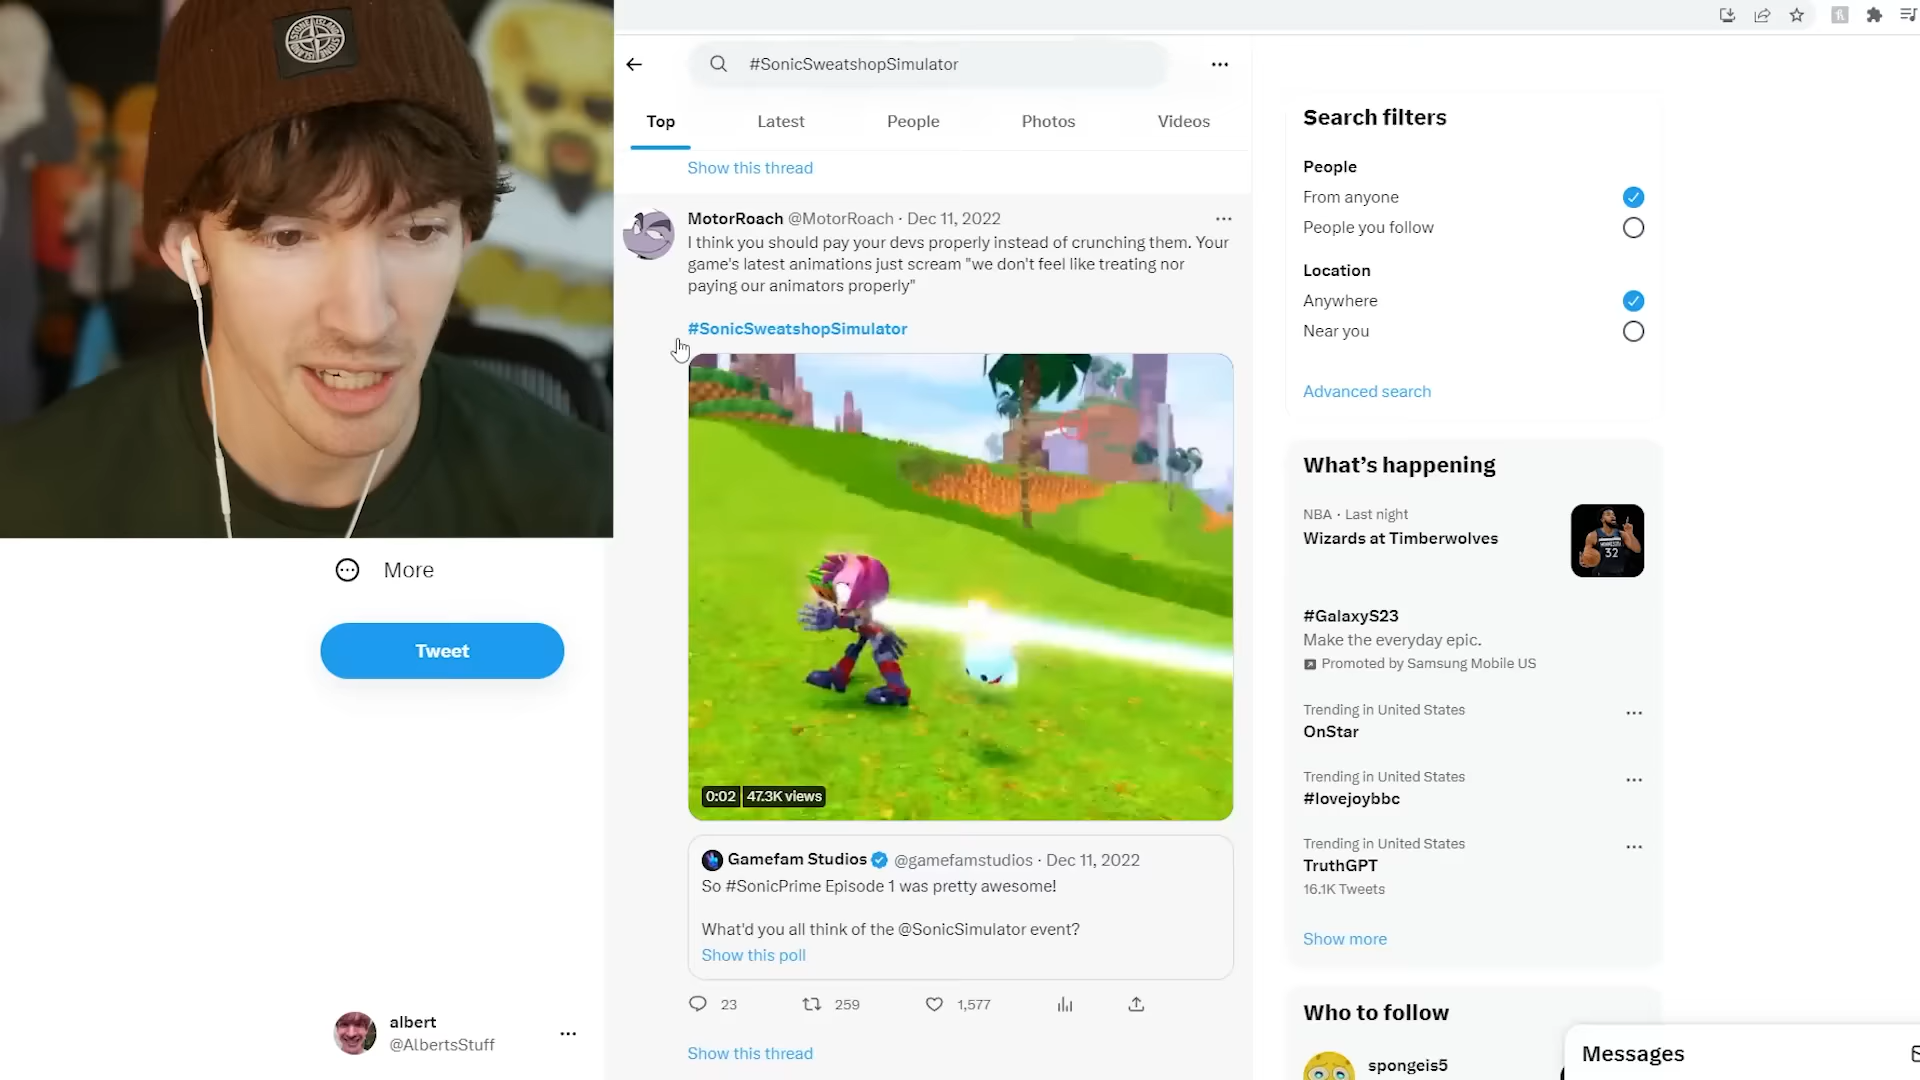 #SonicSweatshopSimulator
Top
Latest
People
Photos
Videos
Show this thread
MotorRoach @MotorRoach · Dec 11, 2022
I think you should pay your devs properly instead of crunching them. Your
game's latest animations just scream "we don't feel like treating nor
paying our animators properly"
#SonicSweatshopSimulator
0:02
47.3K views
Gamefam Studios @gamefamstudios · Dec 11, 2022
So #SonicPrime Episode 1 was pretty awesome!
What'd you all think of the @SonicSimulator event?
Show this poll
23
259
1,577
Show this thread
More
Tweet
albert
@AlbertsStuff
Search filters
People
From anyone
People you follow
Location
Anywhere
Near you
Advanced search
What's happening
NBA · Last night
Wizards at Timberwolves
32
#GalaxyS23
Make the everyday epic.
Promoted by Samsung Mobile US
Trending in United States
OnStar
Trending in United States
#lovejoybbc
Trending in United States
TruthGPT
16.1K Tweets
Show more
Who to follow
spongeis5
Messages